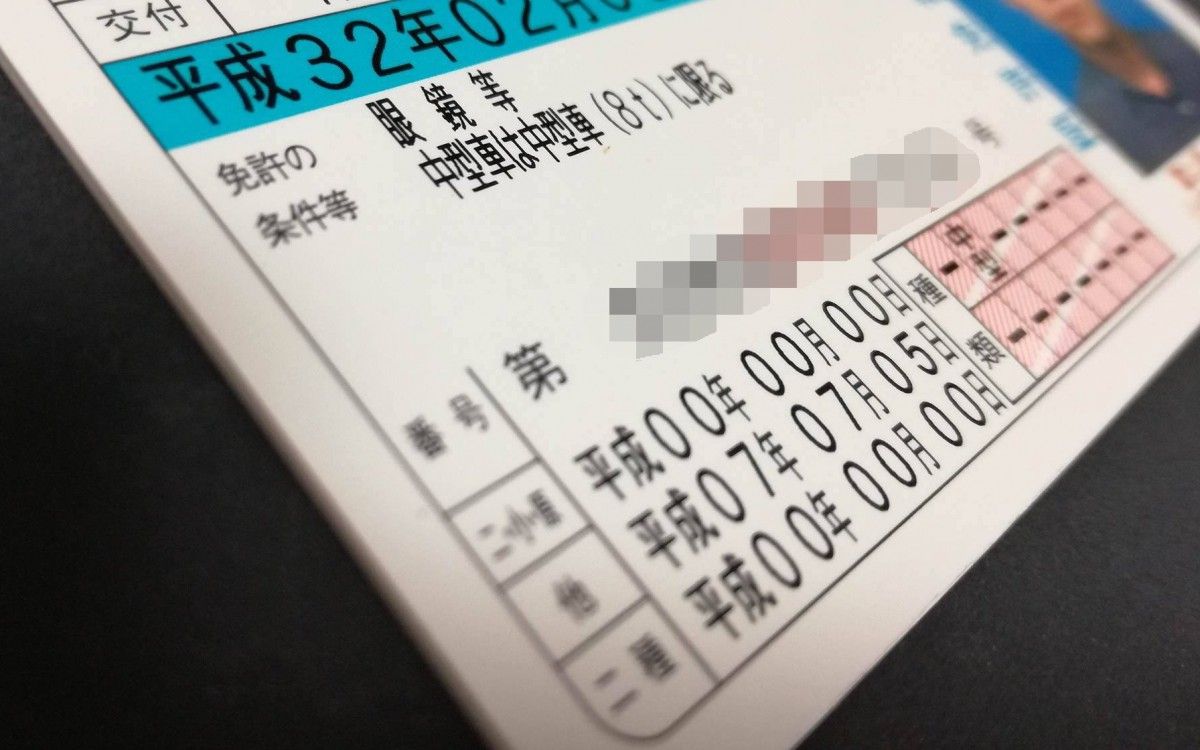 交付
平成32年02月0
免許の
条件等
眼鏡等
中型車は中型車(8t)に限る
番号
第
二・小・原
平成00年00月00日
他
平成07年07月05日
二種
平成00年00月00日
種類
中型